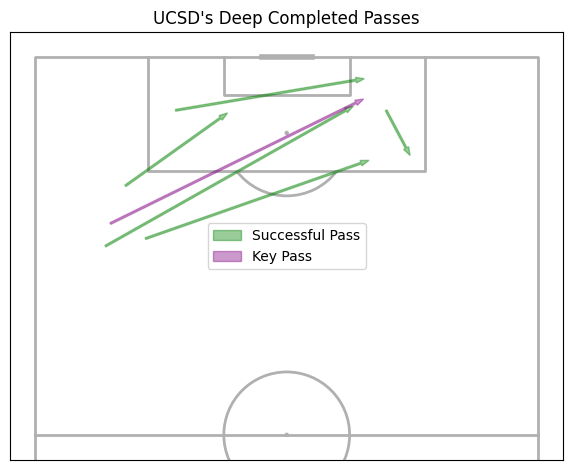 UCSD's Deep Completed Passes
Successful Pass
Key Pass